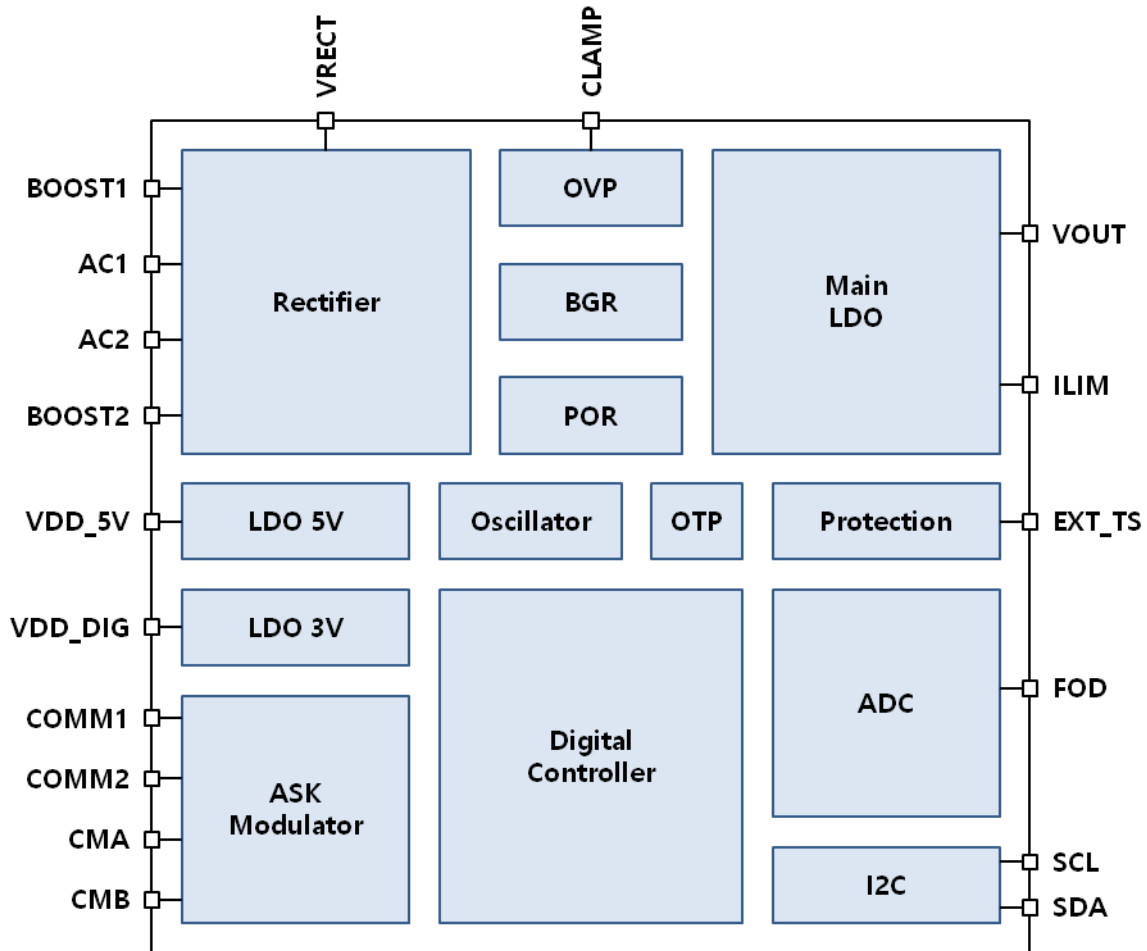 VRECT
CLAMP
BOOST1
AC1
AC2
BOOST2
Rectifier
OVP
BGR
POR
Main
LDO
VOUT
ILIM
VDD_5V
LDO 5V
Oscillator
OTP
Protection
EXT_TS
VDD_DIG
LDO 3V
COMM1
COMM2
CMA
CMB
ASK
Modulator
Digital
Controller
ADC
FOD
I2C
SCL
SDA